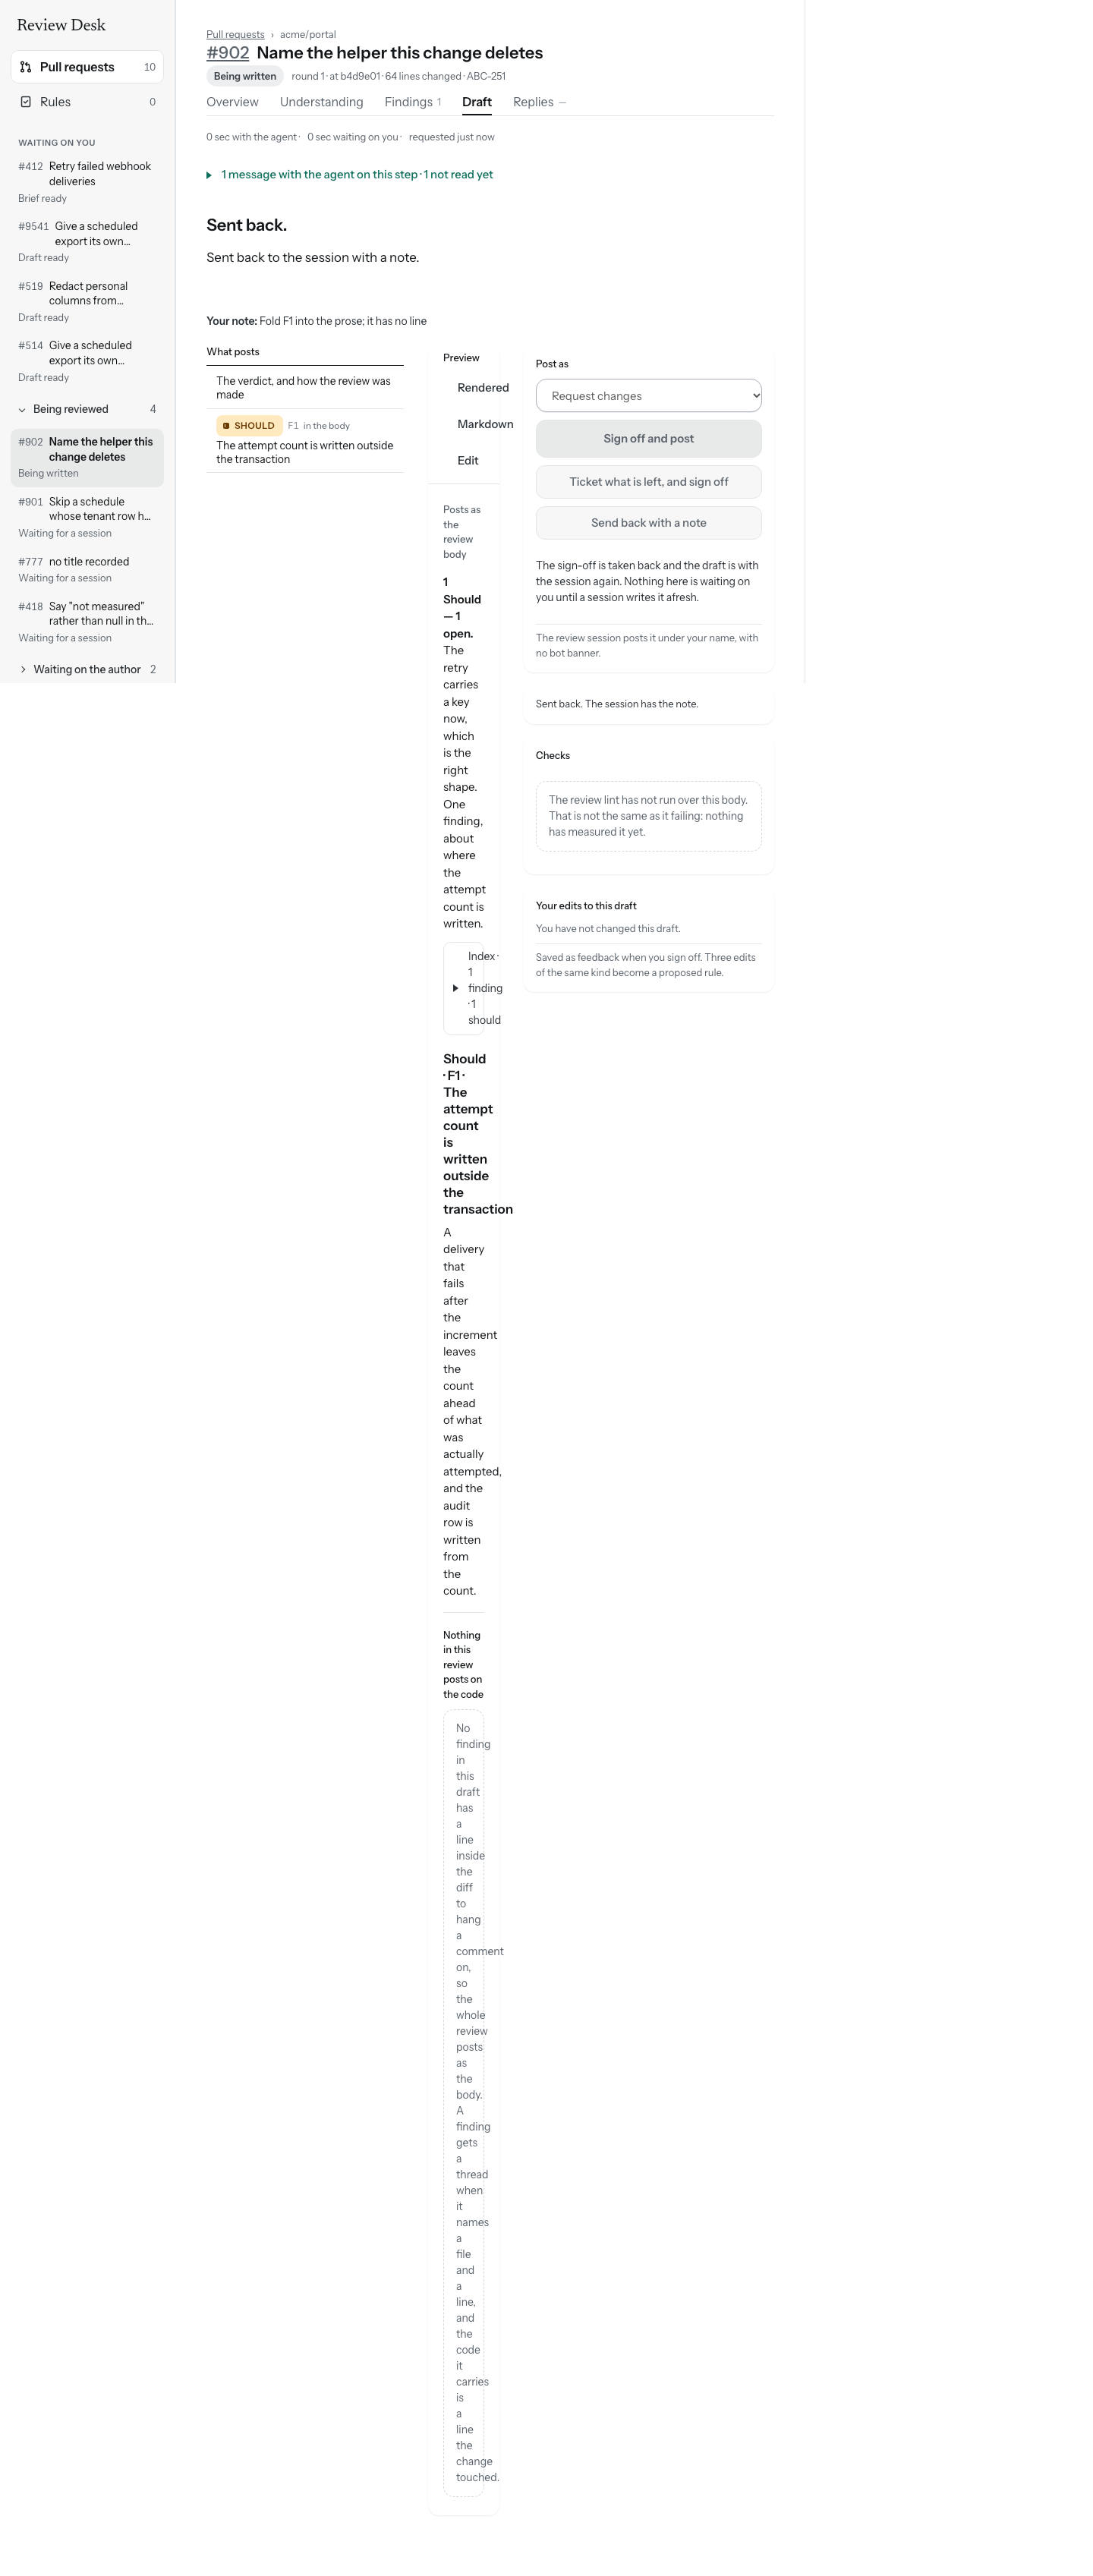 Review Desk
Pull requests 10
Rules 0
WAITING ON YOU
#412 Retry failed webhook
deliveries
Brief ready
#9541 Give a scheduled
export its own...
Draft ready
#519 Redact personal
columns from...
Draft ready
#514 Give a scheduled
export its own...
Draft ready
Being reviewed 4
#902 Name the helper this
change deletes
Being written
#901 Skip a schedule
whose tenant row h...
Waiting for a session
#777 no title recorded
Waiting for a session
#418 Say "not measured"
rather than null in th...
Waiting for a session
Waiting on the author 2
Pull requests › acme/portal
#902 Name the helper this change deletes
Being written round 1 · at b4d9e01 · 64 lines changed · ABC-251
Overview Understanding Findings 1 Draft Replies —
0 sec with the agent · 0 sec waiting on you · requested just now
1 message with the agent on this step · 1 not read yet
Sent back.
Sent back to the session with a note.
Your note: Fold F1 into the prose; it has no line
What posts
The verdict, and how the review was
made
SHOULD F1 in the body
The attempt count is written outside
the transaction
Preview
Rendered
Markdown
Edit
Posts as
the
review
body
1
Should
— 1
open.
The
retry
carries
a key
now,
which
is the
right
shape.
One
finding,
about
where
the
attempt
count is
written.
Index ·
1
finding
· 1
should
Should
· F1 ·
The
attempt
count
is
written
outside
the
transaction
A
delivery
that
fails
after
the
increment
leaves
the
count
ahead
of what
was
actually
attempted,
and the
audit
row is
written
from
the
count.
Nothing
in this
review
posts on
the code
No
finding
in
this
draft
has
a
line
inside
the
diff
to
hang
a
comment
on,
so
the
whole
review
posts
as
the
body.
A
finding
gets
a
thread
when
it
names
a
file
and
a
line,
and
the
code
it
carries
is
a
line
the
change
touched.
Post as
Request changes
Sign off and post
Ticket what is left, and sign off
Send back with a note
The sign-off is taken back and the draft is with
the session again. Nothing here is waiting on
you until a session writes it afresh.
The review session posts it under your name, with
no bot banner.
Sent back. The session has the note.
Checks
The review lint has not run over this body.
That is not the same as it failing: nothing
has measured it yet.
Your edits to this draft
You have not changed this draft.
Saved as feedback when you sign off. Three edits
of the same kind become a proposed rule.